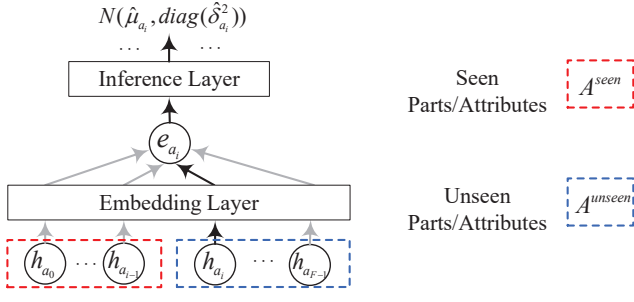 N(μ̂_{a_i}, diag(δ̂²_{a_i}))
... ...
Inference Layer
e_{a_i}
Embedding Layer
h_{a_0} ... h_{a_{i-1}} h_{a_i} ... h_{a_{F-1}}
Seen
Parts/Attributes
A^{seen}
Unseen
Parts/Attributes
A^{unseen}